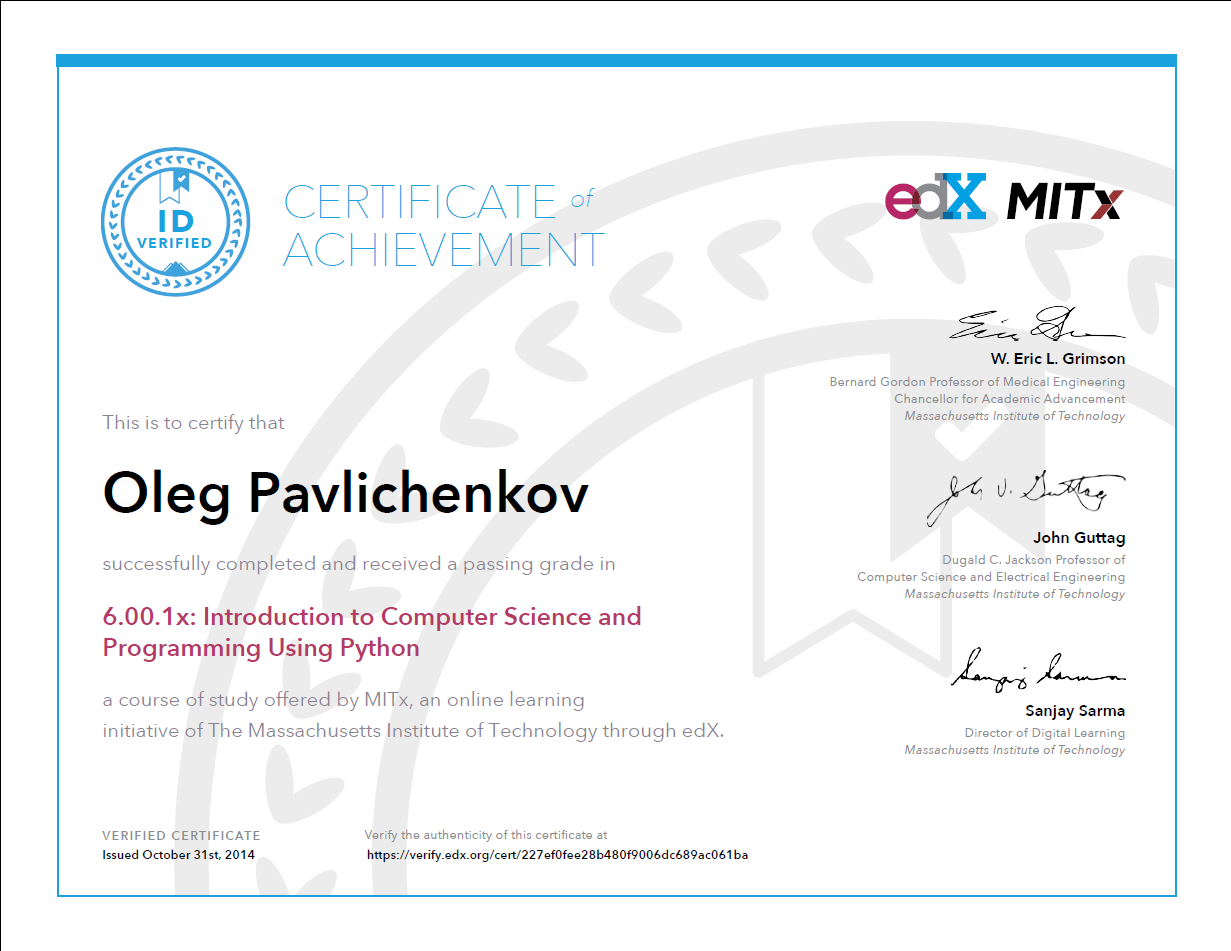 ID
VERIFIED
CERTIFICATE of
ACHIEVEMENT
edX
MITx
This is to certify that
Oleg Pavlichenkov
successfully completed and received a passing grade in
6.00.1x: Introduction to Computer Science and
Programming Using Python
a course of study offered by MITx, an online learning
initiative of The Massachusetts Institute of Technology through edX.
W. Eric L. Grimson
Bernard Gordon Professor of Medical Engineering
Chancellor for Academic Advancement
Massachusetts Institute of Technology
John V. Guttag
John Guttag
Dugald C. Jackson Professor of
Computer Science and Electrical Engineering
Massachusetts Institute of Technology
Sanjay Sarma
Sanjay Sarma
Director of Digital Learning
Massachusetts Institute of Technology
VERIFIED CERTIFICATE
Issued October 31st, 2014
Verify the authenticity of this certificate at
https://verify.edx.org/cert/227ef0fee28b480f9006dc689ac061ba